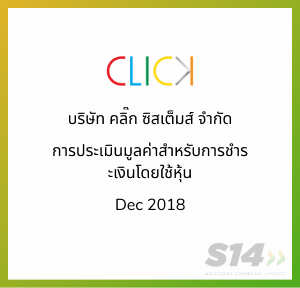 CLICK
บริษัท คลิ๊ก ซิสเต็มส์ จำกัด
การประเมินมูลค่าสำหรับการชำร
ะเงินโดยใช้หุ้น
Dec 2018
S14
ADVISORY COMPANY LIMITED